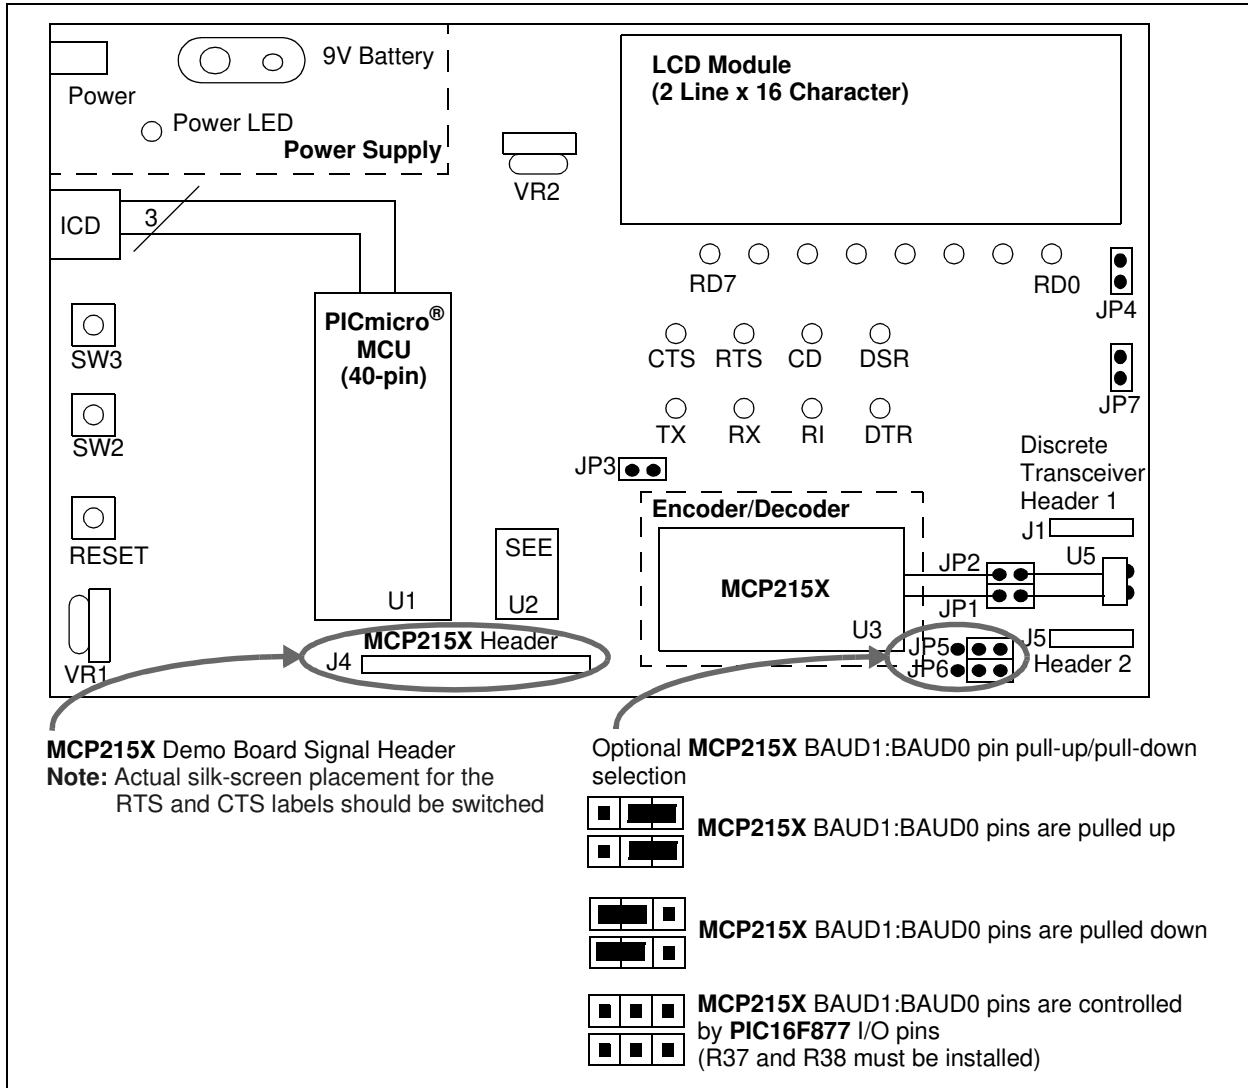 9V Battery
Power
Power LED
Power Supply
LCD Module
(2 Line x 16 Character)
VR2
ICD
3
RD7
RD0
JP4
PICmicro®
MCU
(40-pin)
SW3
CTS RTS CD DSR
JP7
SW2
TX RX RI DTR
JP3
Discrete
Transceiver
Header 1
J1
RESET
SEE
U2
U1
Encoder/Decoder
MCP215X
U3
JP2
JP1
U5
VR1
MCP215X Header
J4
JP5
JP6
J5
Header 2
MCP215X Demo Board Signal Header
Note: Actual silk-screen placement for the
RTS and CTS labels should be switched
Optional MCP215X BAUD1:BAUD0 pin pull-up/pull-down
selection
MCP215X BAUD1:BAUD0 pins are pulled up
MCP215X BAUD1:BAUD0 pins are pulled down
MCP215X BAUD1:BAUD0 pins are controlled
by PIC16F877 I/O pins
(R37 and R38 must be installed)